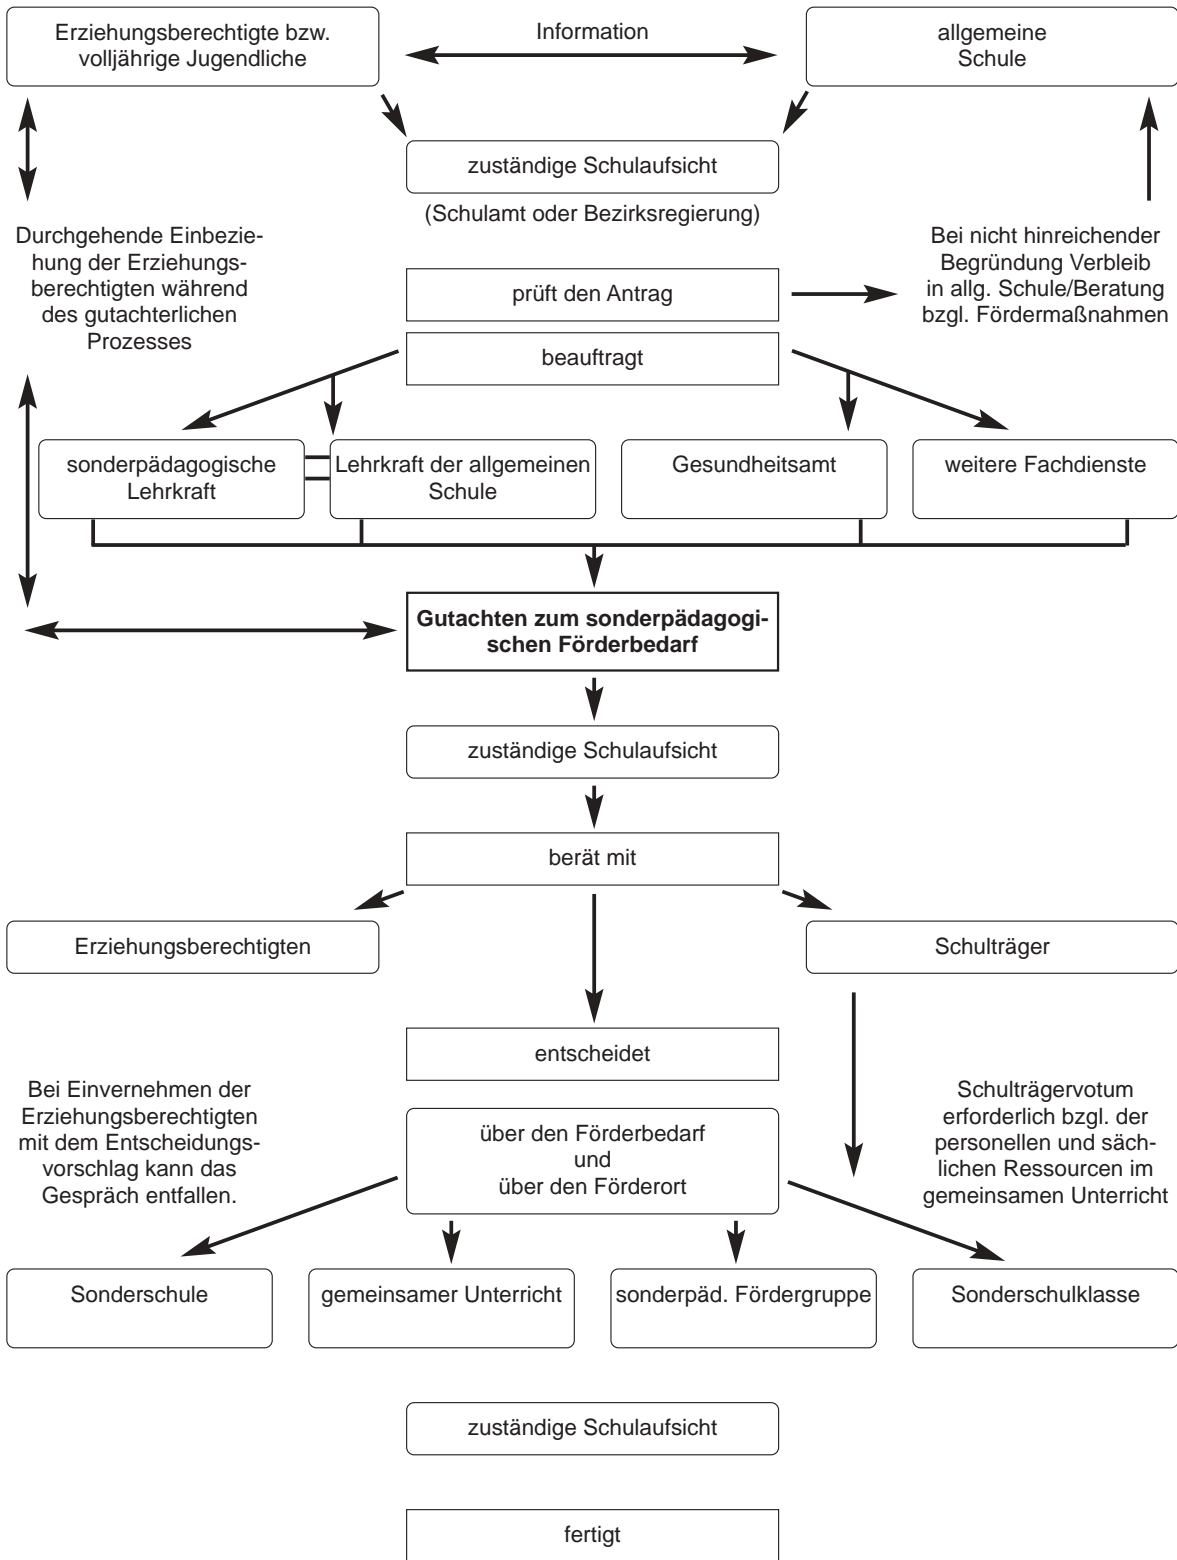 Erziehungsberechtigte bzw.
volljährige Jugendliche
Information
allgemeine
Schule
zuständige Schulaufsicht
(Schulamt oder Bezirksregierung)
Durchgehende Einbezie-
hung der Erziehungs-
berechtigten während
des gutachterlichen
Prozesses
prüft den Antrag
Bei nicht hinreichender
Begründung Verbleib
in allg. Schule/Beratung
bzgl. Fördermaßnahmen
beauftragt
sonderpädagogische
Lehrkraft
Lehrkraft der allgemeinen
Schule
Gesundheitsamt
weitere Fachdienste
Gutachten zum sonderpädagogi-
schen Förderbedarf
zuständige Schulaufsicht
berät mit
Erziehungsberechtigten
Schulträger
entscheidet
Bei Einvernehmen der
Erziehungsberechtigten
mit dem Entscheidungs-
vorschlag kann das
Gespräch entfallen.
über den Förderbedarf
und
über den Förderort
Schulträgervotum
erforderlich bzgl. der
personellen und säch-
lichen Ressourcen im
gemeinsamen Unterricht
Sonderschule
gemeinsamer Unterricht
sonderpäd. Fördergruppe
Sonderschulklasse
zuständige Schulaufsicht
fertigt